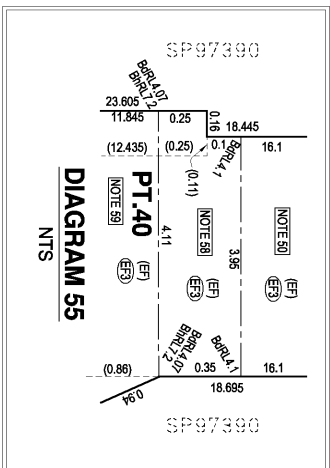 SP97390
BdRL4.07
BhRL7.2
23.605
11.845
0.25
0.16
18.445
(12.435)
(0.25)
0.1
16.1
(0.11)
BdRL4.1
NOTE 59
PT.40
4.11
NOTE 58
3.95
NOTE 50
DIAGRAM 55
NTS
(EF)
(EF3)
(EF)
(EF3)
(EF)
(EF3)
BdRL4.07
BhRL7.2
BdRL4.1
(0.86)
0.35
16.1
0.94
18.695
SP97390